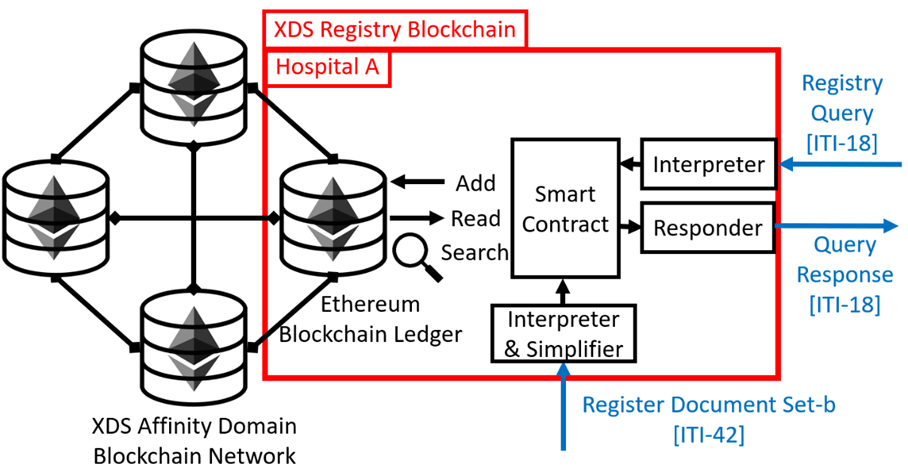 XDS Registry Blockchain
Hospital A
Registry
Query
[ITI-18]
Interpreter
Smart
Contract
Add
Read
Search
Responder
Query
Response
[ITI-18]
Ethereum
Blockchain Ledger
Interpreter
& Simplifier
Register Document Set-b
[ITI-42]
XDS Affinity Domain
Blockchain Network